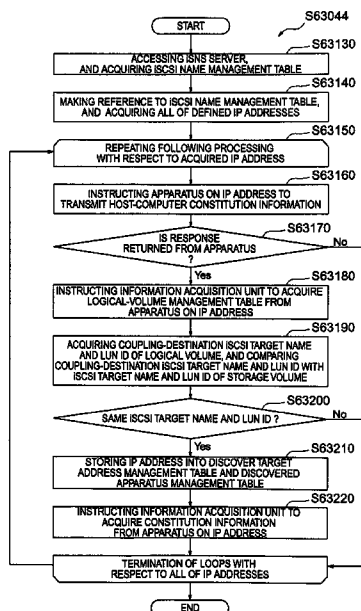 START
S63044
S63130
ACCESSING iSNS SERVER,
AND ACQUIRING iSCSI NAME MANAGEMENT TABLE
S63140
MAKING REFERENCE TO iSCSI NAME MANAGEMENT TABLE,
AND ACQUIRING ALL OF DEFINED IP ADDRESSES
S63150
REPEATING FOLLOWING PROCESSING
WITH RESPECT TO ACQUIRED IP ADDRESS
S63160
INSTRUCTING APPARATUS ON IP ADDRESS TO
TRANSMIT HOST-COMPUTER CONSTITUTION INFORMATION
S63170
IS RESPONSE
RETURNED FROM APPARATUS
?
No
Yes
S63180
INSTRUCTING INFORMATION ACQUISITION UNIT TO ACQUIRE
LOGICAL-VOLUME MANAGEMENT TABLE FROM
APPARATUS ON IP ADDRESS
S63190
ACQUIRING COUPLING-DESTINATION iSCSI TARGET NAME
AND LUN ID OF LOGICAL VOLUME, AND COMPARING
COUPLING-DESTINATION iSCSI TARGET NAME AND LUN ID WITH
iSCSI TARGET NAME AND LUN ID OF STORAGE VOLUME
S63200
SAME iSCSI TARGET NAME AND LUN ID ?
No
Yes
S63210
STORING IP ADDRESS INTO DISCOVER TARGET
ADDRESS MANAGEMENT TABLE AND DISCOVERED
APPARATUS MANAGEMENT TABLE
S63220
INSTRUCTING INFORMATION ACQUISITION UNIT TO
ACQUIRE CONSTITUTION INFORMATION
FROM APPARATUS ON IP ADDRESS
TERMINATION OF LOOPS WITH
RESPECT TO ALL OF IP ADDRESSES
END